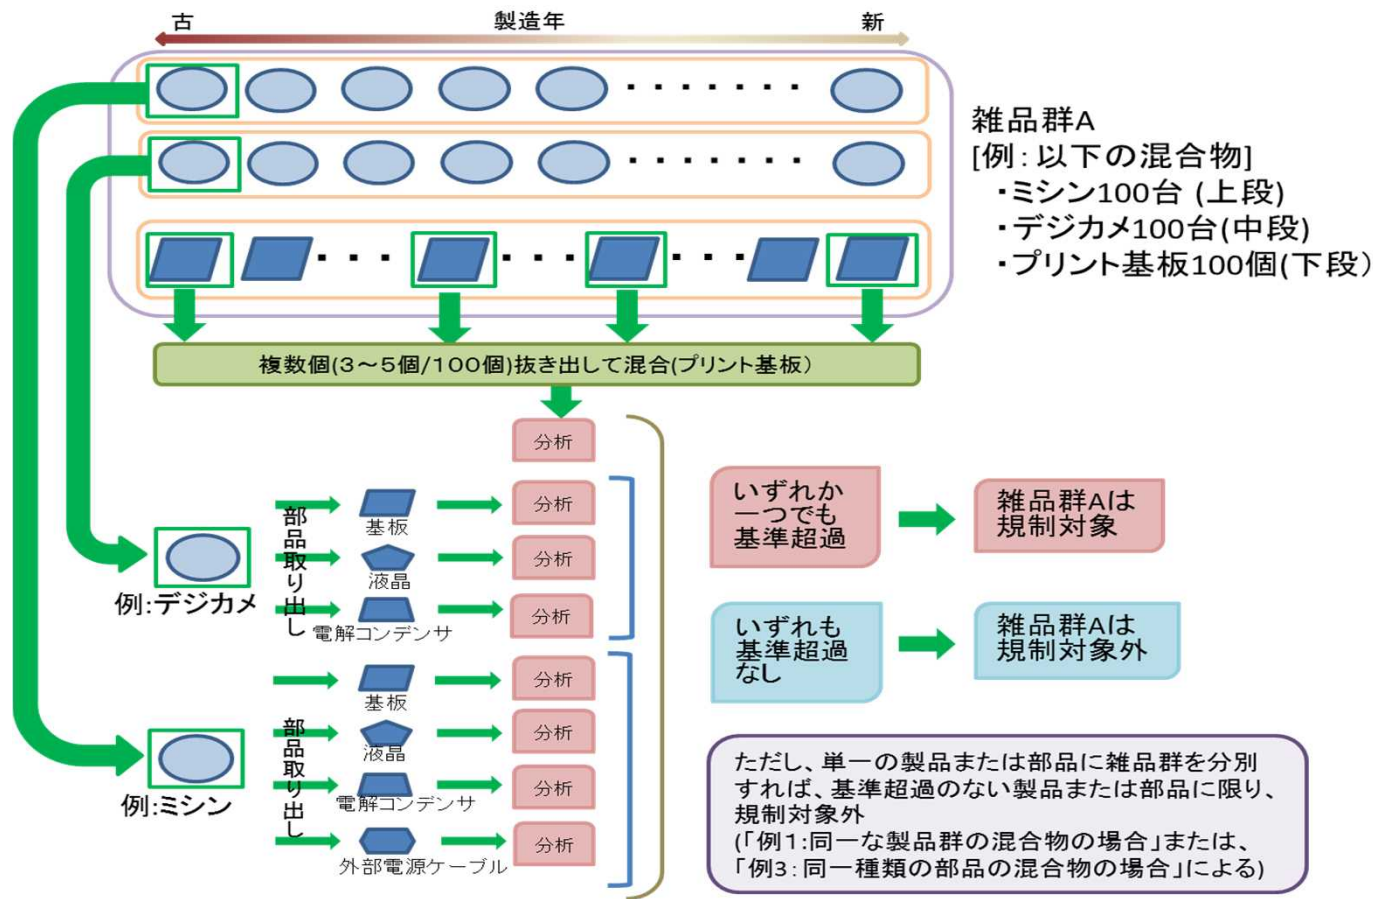 古
製造年
新
雑品群A
[例：以下の混合物]
・ミシン100台 (上段)
・デジカメ100台(中段)
・プリント基板100個(下段)
・・・・・・・
・・・・・・・
・・・
・・・
・・・
複数個(3～5個/100個)抜き出して混合(プリント基板)
分析
部品取り出し
基板
分析
液晶
分析
電解コンデンサ
分析
例:デジカメ
部品取り出し
基板
分析
液晶
分析
電解コンデンサ
分析
外部電源ケーブル
分析
例:ミシン
いずれか
一つでも
基準超過
雑品群Aは
規制対象
いずれも
基準超過
なし
雑品群Aは
規制対象外
ただし、単一の製品または部品に雑品群を分別
すれば、基準超過のない製品または部品に限り、
規制対象外
(「例1:同一な製品群の混合物の場合」または、
「例3:同一種類の部品の混合物の場合」による)